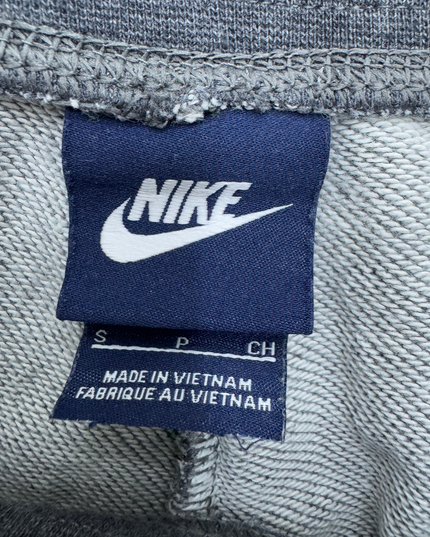 NIKE
S P CH
MADE IN VIETNAM
FABRIQUE AU VIETNAM